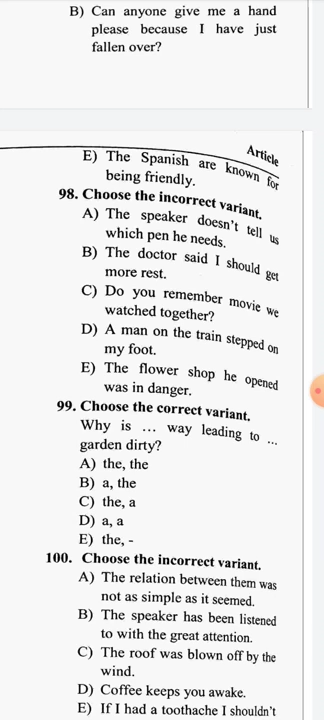 B) Can anyone give me a hand
please because I have just
fallen over?
Article
E) The Spanish are known for
being friendly.
98. Choose the incorrect variant.
A) The speaker doesn't tell us
which pen he needs.
B) The doctor said I should get
more rest.
C) Do you remember movie we
watched together?
D) A man on the train stepped on
my foot.
E) The flower shop he opened
was in danger.
99. Choose the correct variant.
Why is ... way leading to ...
garden dirty?
A) the, the
B) a, the
C) the, a
D) a, a
E) the, -
100. Choose the incorrect variant.
A) The relation between them was
not as simple as it seemed.
B) The speaker has been listened
to with the great attention.
C) The roof was blown off by the
wind.
D) Coffee keeps you awake.
E) If I had a toothache I shouldn't